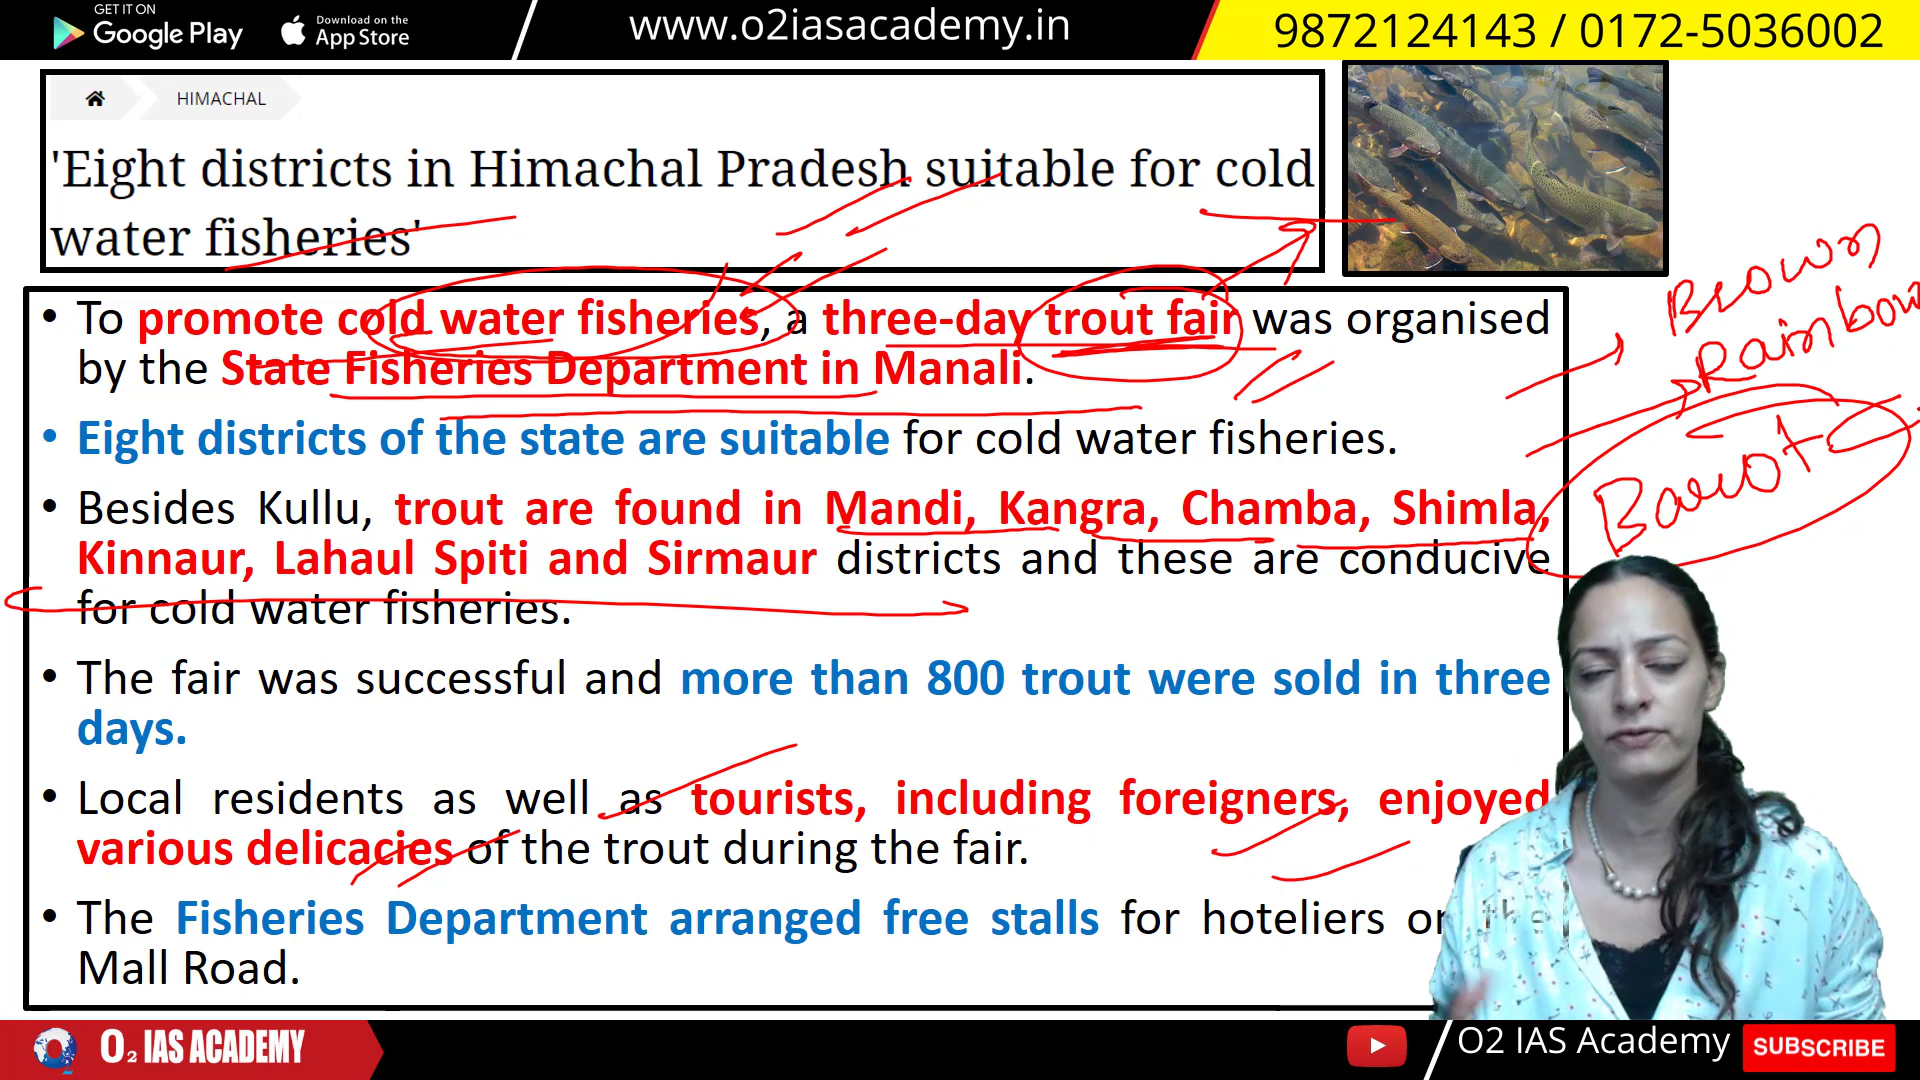 GET IT ON
Google Play
Download on the
App Store
www.o2iasacademy.in
9872124143 / 0172-5036002
HIMACHAL
'Eight districts in Himachal Pradesh suitable for cold
water fisheries'
• To promote cold water fisheries, a three-day trout fair was organised
by the State Fisheries Department in Manali.
• Eight districts of the state are suitable for cold water fisheries.
• Besides Kullu, trout are found in Mandi, Kangra, Chamba, Shimla,
Kinnaur, Lahaul Spiti and Sirmaur districts and these are conducive
for cold water fisheries.
• The fair was successful and more than 800 trout were sold in three
days.
• Local residents as well as tourists, including foreigners, enjoyed
various delicacies of the trout during the fair.
• The Fisheries Department arranged free stalls for hoteliers on the
Mall Road.
Brown
Rainbow
Barot
O2 IAS ACADEMY
O2 IAS Academy
SUBSCRIBE